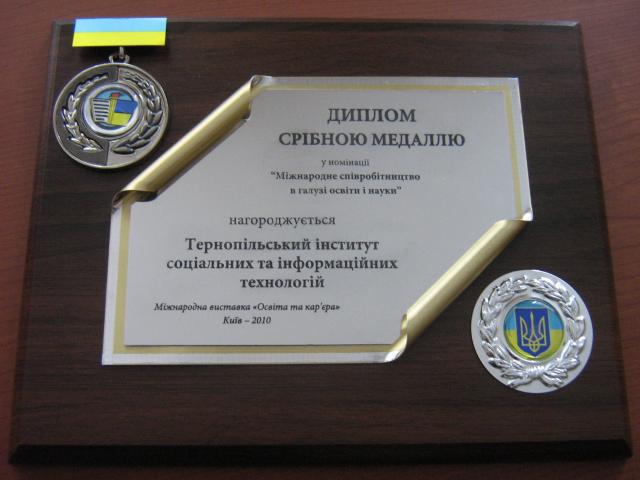 ДИПЛОМ
СРІБНОЮ МЕДАЛЛЮ
у номінації
“Міжнародне співробітництво
в галузі освіти і науки”
нагороджується
Тернопільський інститут
соціальних та інформаційних
технологій
Міжнародна виставка «Освіта та кар'єра»
Київ – 2010